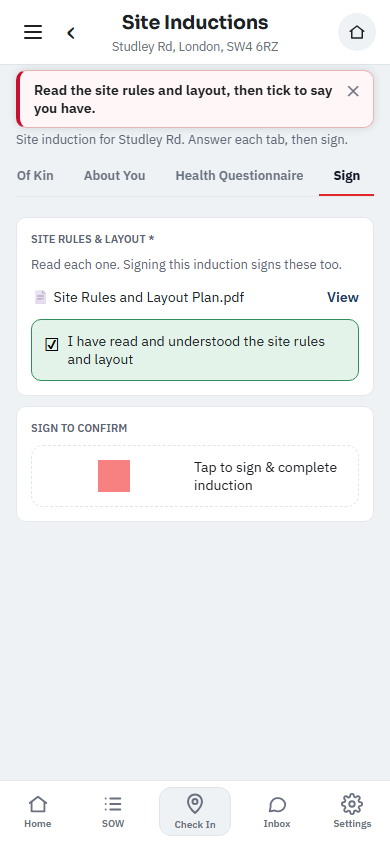 Site Inductions
Studley Rd, London, SW4 6RZ
Read the site rules and layout, then tick to say
you have.
Site induction for Studley Rd. Answer each tab, then sign.
Of Kin
About You
Health Questionnaire
Sign
SITE RULES & LAYOUT *
Read each one. Signing this induction signs these too.
Site Rules and Layout Plan.pdf
View
I have read and understood the site rules
and layout
SIGN TO CONFIRM
Tap to sign & complete
induction
Home
SOW
Check In
Inbox
Settings